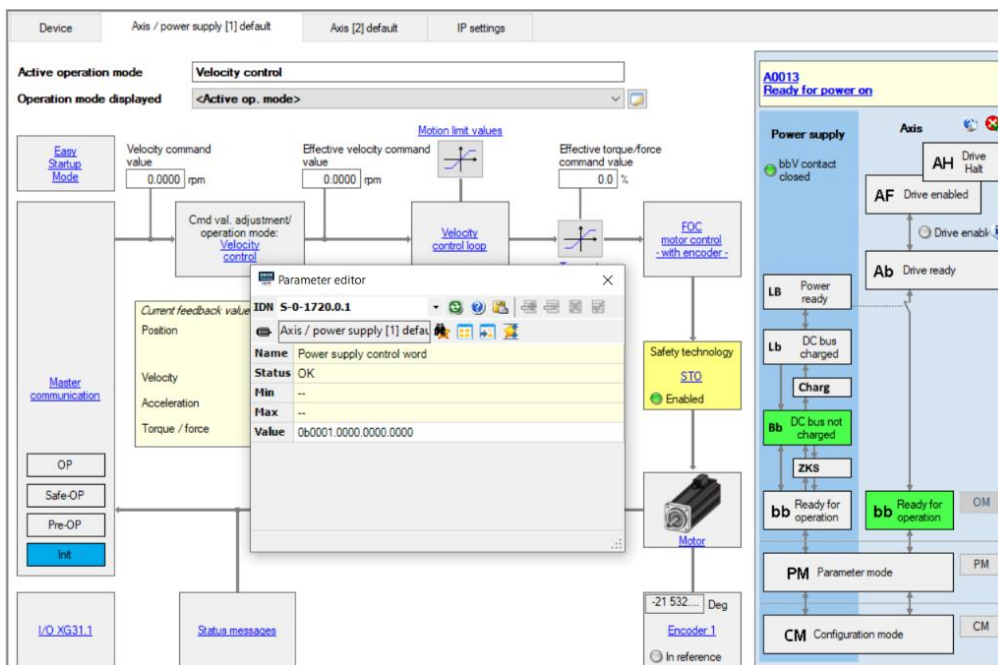 Device
Axis / power supply [1] default
Axis [2] default
IP settings
Active operation mode
Velocity control
Operation mode displayed
<Active op. mode>
Easy
Startup
Mode
Velocity command
value
0.0000 rpm
Effective velocity command
value
0.0000 rpm
Motion limit values
Effective torque/force
command value
0.0 %
Cmd val. adjustment/
operation mode:
Velocity
control
Velocity
control loop
FOC
motor control
- with encoder -
Current feedback value
Position
Velocity
Acceleration
Torque / force
Master
communication
OP
Safe-OP
Pre-OP
Init
I/O XG31.1
Status messages
Parameter editor
IDN S-0-1720.0.1
Axis / power supply [1] defau
Name Power supply control word
Status OK
Min --
Max --
Value 0b0001.0000.0000.0000
Safety technology
STO
Enabled
Motor
-21 532.... Deg
Encoder 1
In reference
A0013
Ready for power on
Power supply
Axis
bbV contact
closed
AH Drive
Halt
AF Drive enabled
Drive enabl
Ab Drive ready
LB Power
ready
Lb DC bus
charged
Charg
Bb DC bus not
charged
ZKS
bb Ready for
operation
bb Ready for
operation
OM
PM Parameter mode
PM
CM Configuration mode
CM